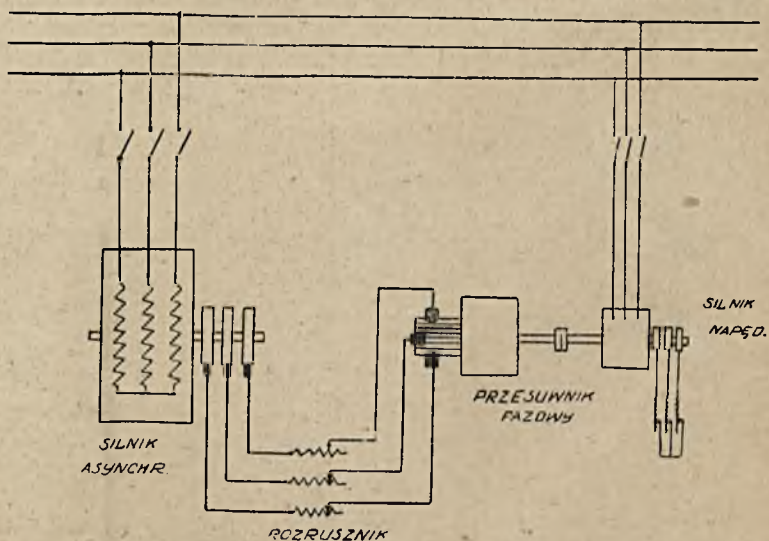 SILNIK
NAPĘD.
PRZESUWNIK
FAZOWY
SILNIK
ASYNCHR.
ROZRUSZNIK